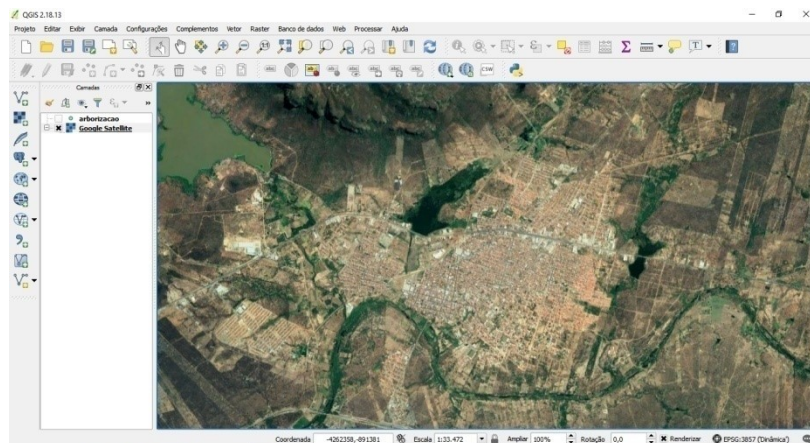 QGIS 2.18.13
Projeto Editar Exibir Camada Configurações Complementos Vetor Raster Banco de dados Web Processar Ajuda
abc
CSW
Camadas
arborizacao
Google Satellite
Coordenada -4262358,-891381 Escala 1:33.472 Ampliar 100% Rotação 0,0 Renderizar EPSG:3857 (Dinâmica)